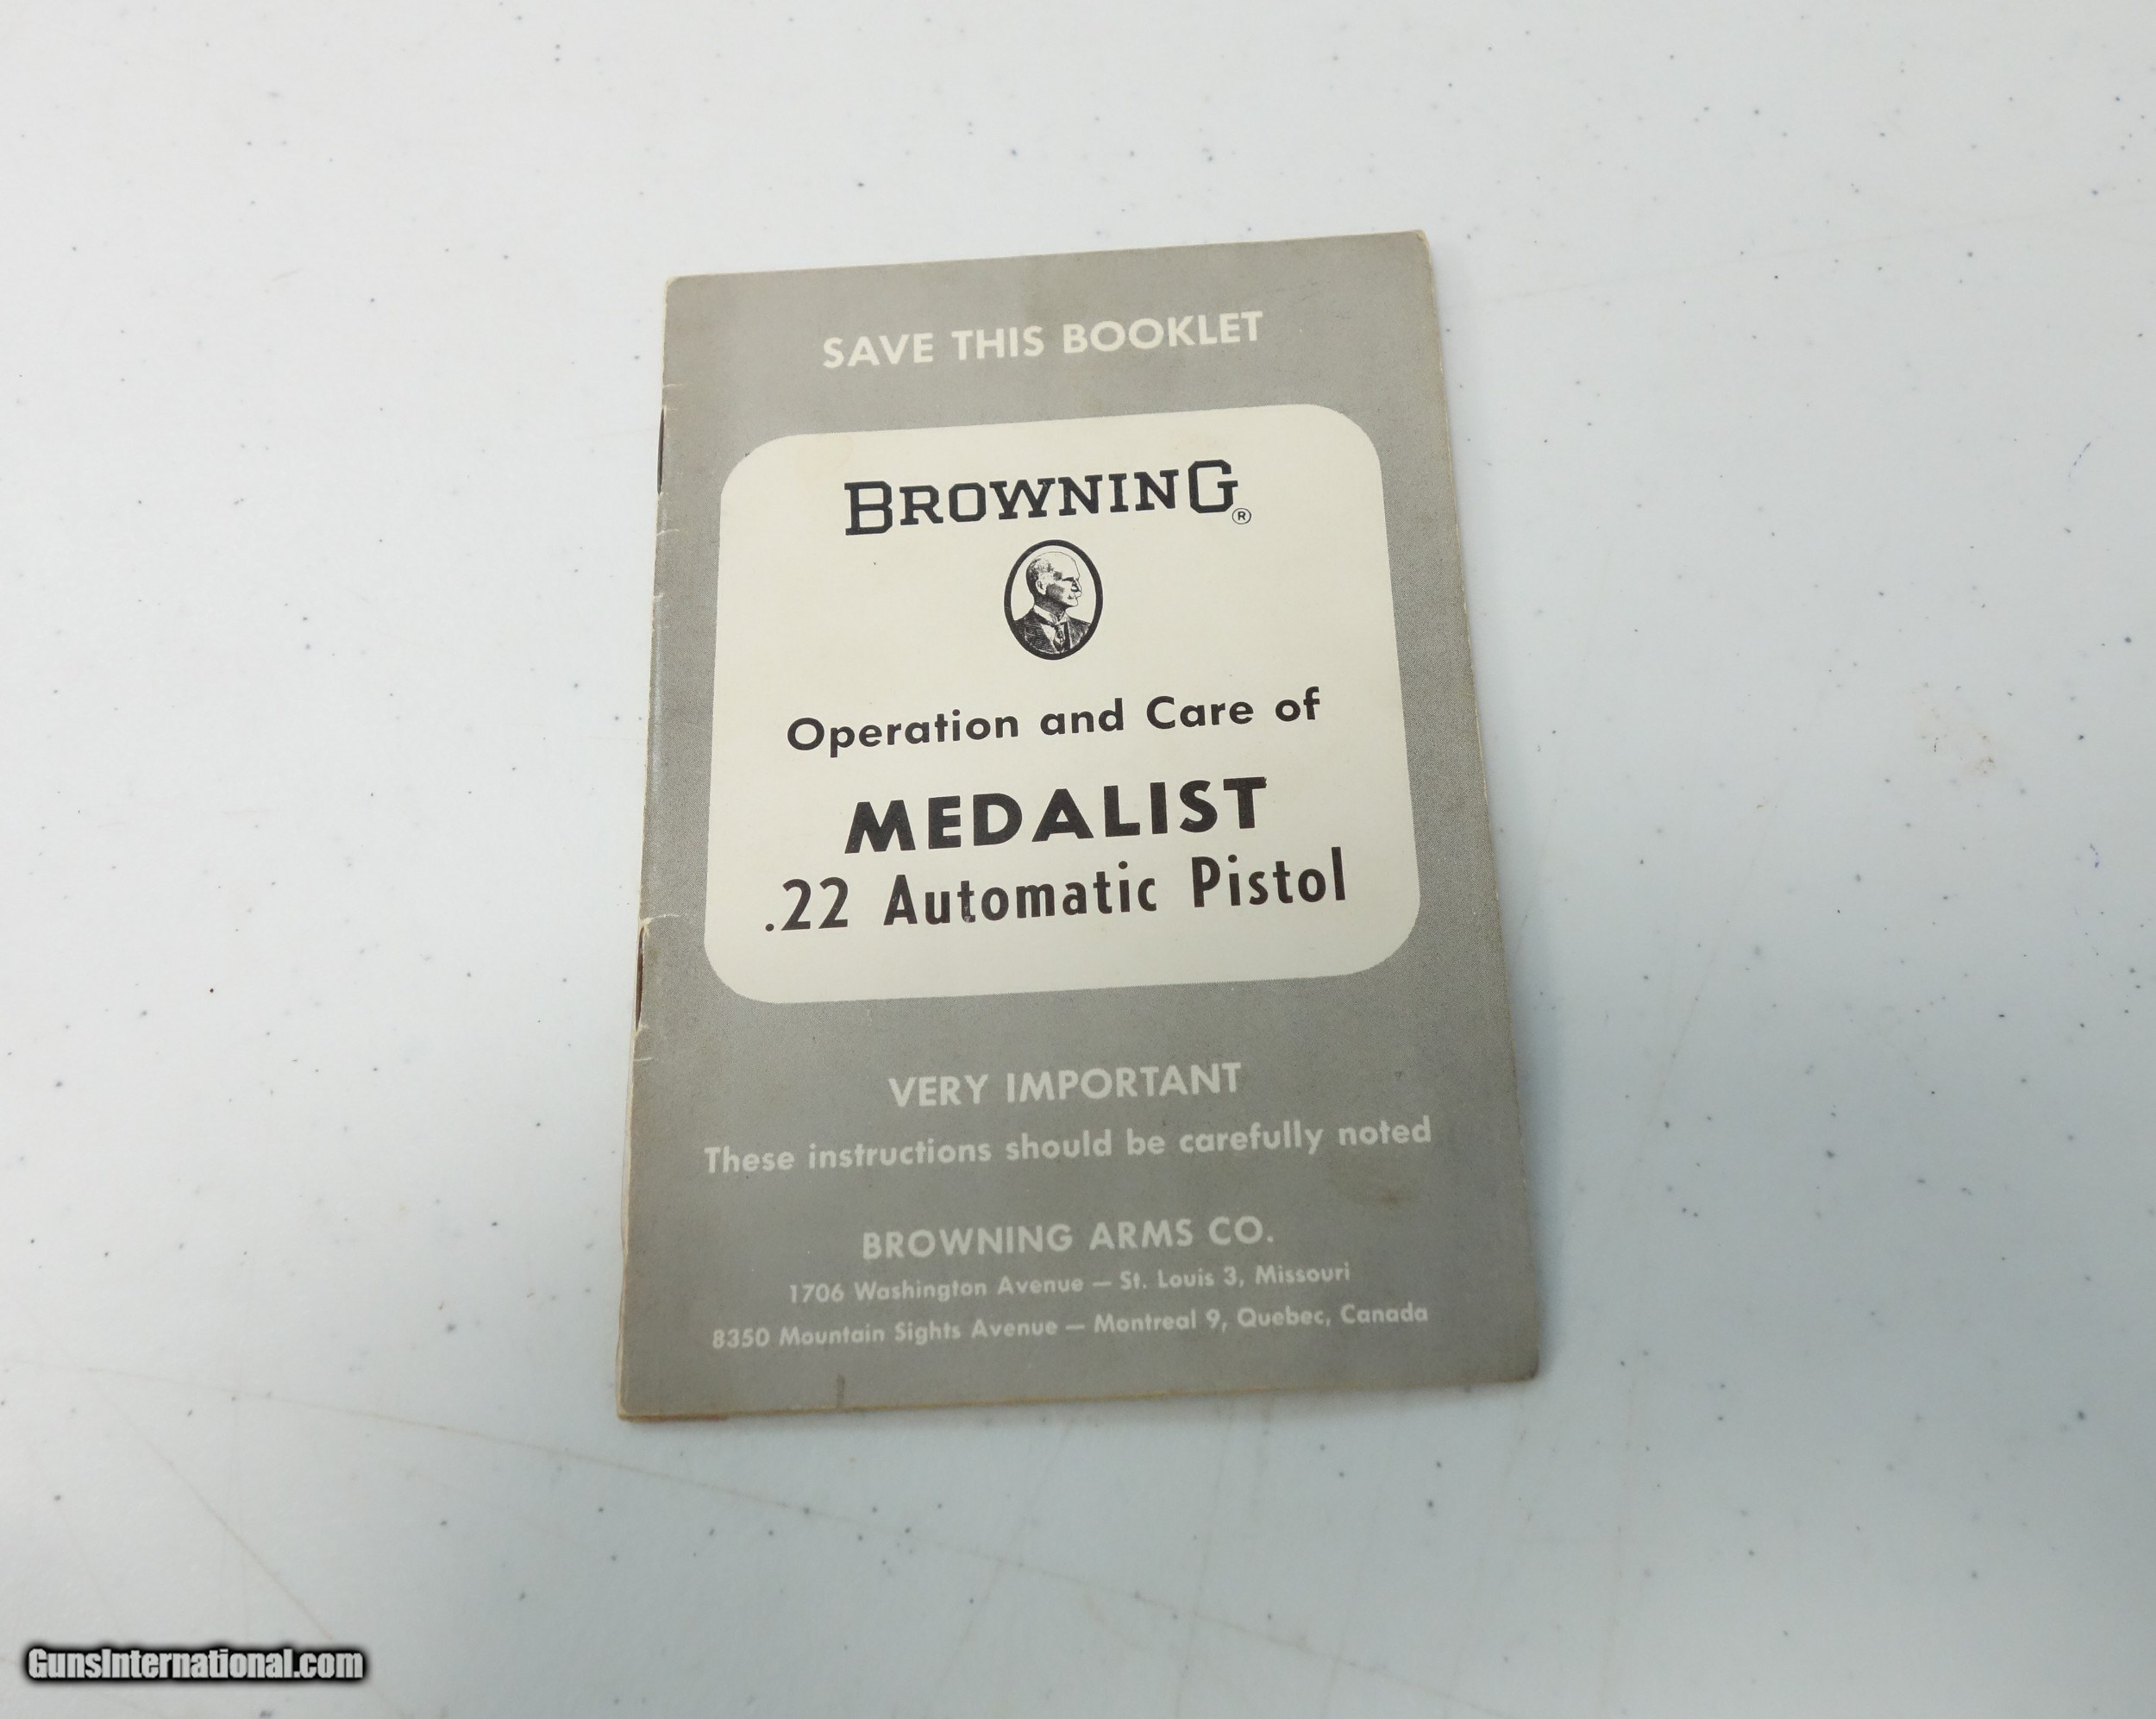 SAVE THIS BOOKLET
BROWNING®
Operation and Care of
MEDALIST
.22 Automatic Pistol
VERY IMPORTANT
These instructions should be carefully noted
BROWNING ARMS CO.
1706 Washington Avenue — St. Louis 3, Missouri
8350 Mountain Sights Avenue — Montreal 9, Quebec, Canada
GunsInternational.com